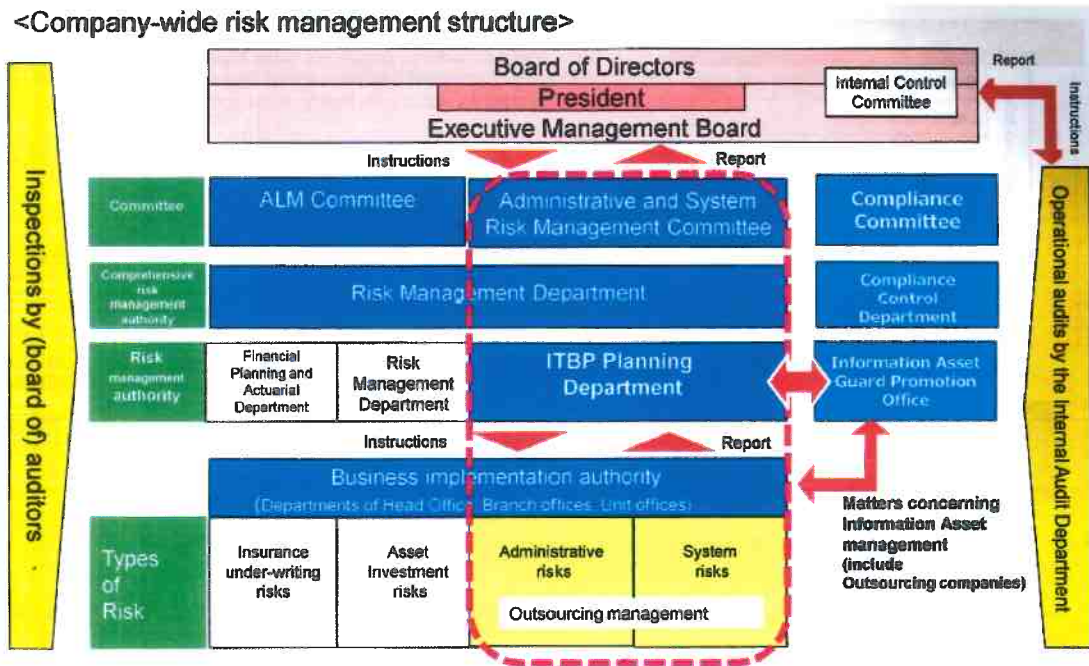 <Company-wide risk management structure>
Board of Directors
President
Executive Management Board
Internal Control
Committee
Report
Instructions
Instructions
Report
Inspections by (board of) auditors
Operational audits by the Internal Audit Department
Committee
ALM Committee
Administrative and System
Risk Management Committee
Compliance
Committee
Comprehensive
risk
management
authority
Risk Management Department
Compliance
Control
Department
Risk
management
authority
Financial
Planning and
Actuarial
Department
Risk
Management
Department
ITBP Planning
Department
Information Asset
Guard Promotion
Office
Instructions
Report
Business implementation authority
(Departments of Head Office, Branch offices, Unit offices)
Matters concerning
Information Asset
management
(include
Outsourcing companies)
Types
of
Risk
Insurance
under-writing
risks
Asset
Investment
risks
Administrative
risks
System
risks
Outsourcing management